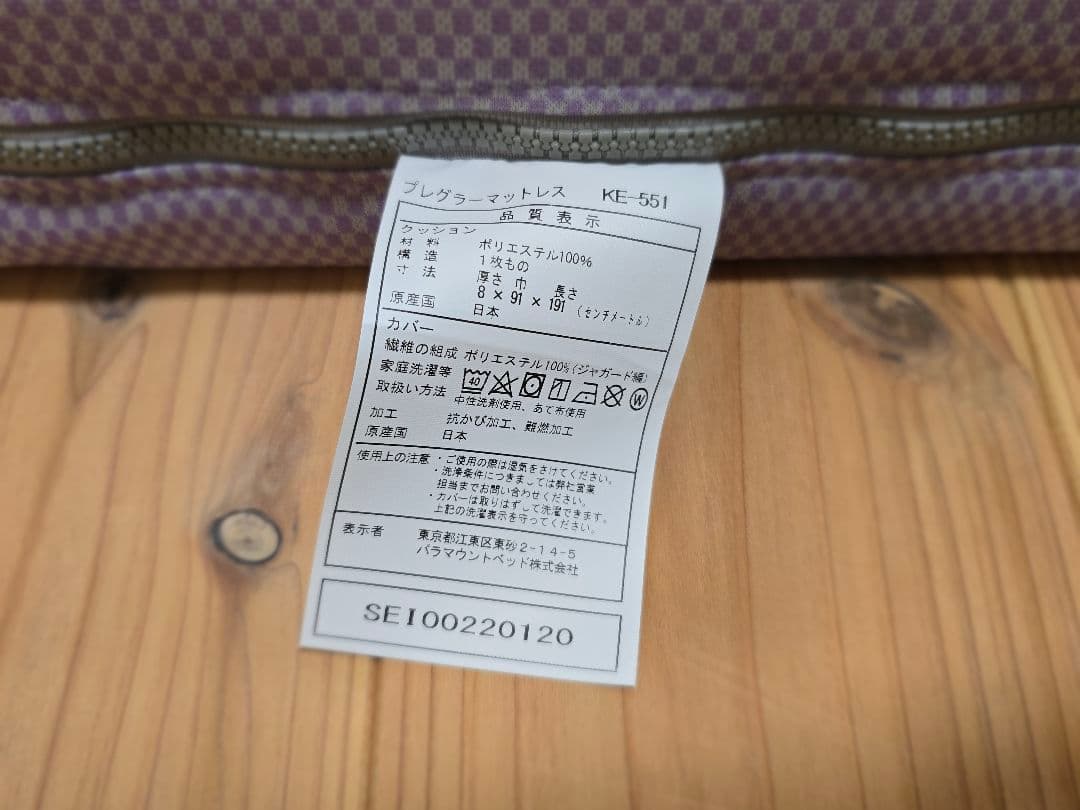 プレグラーマットレス KE-551
品質表示
クッション
材料 ポリエステル100%
構造 1枚もの
寸法 厚さ 巾 長さ
8 × 91 × 191 (センチメートル)
原産国 日本
カバー
繊維の組成 ポリエステル100%(ジャガード編)
家庭洗濯等
取扱い方法
40
W
中性洗剤使用、あて布使用
加工 抗かび加工、難燃加工
原産国 日本
使用上の注意 ・ご使用の際は湿気をさけてください。
・洗浄条件につきましては弊社営業
担当までお問い合わせください。
・カバーは取りはずして洗濯できます。
上記の洗濯表示を守ってください。
表示者 東京都江東区東砂2-14-5
パラマウントベッド株式会社
SEI00220120